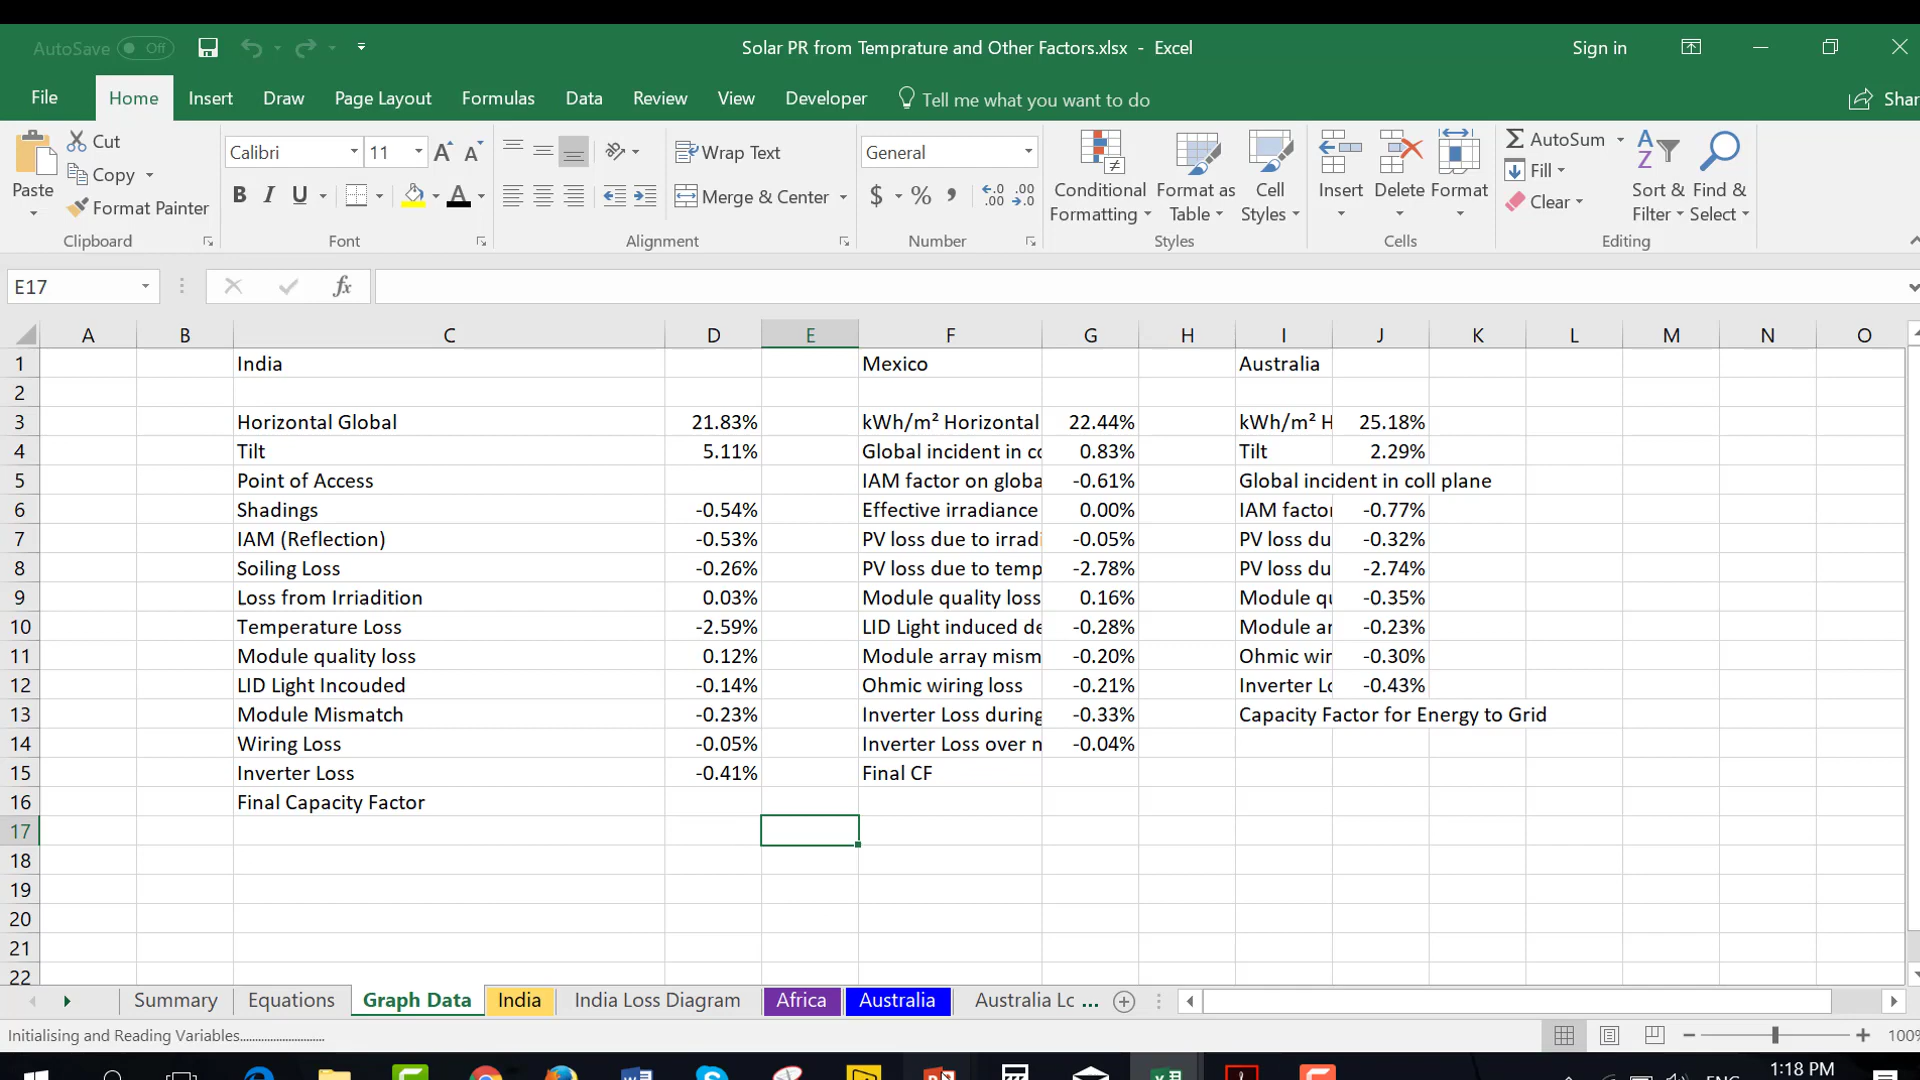 AutoSave Off
Solar PR from Temprature and Other Factors.xlsx - Excel
Sign in
File Home Insert Draw Page Layout Formulas Data Review View Developer Tell me what you want to do Shar
Cut
Copy
Format Painter
Paste
Clipboard
Calibri 11
B I U
Font
Wrap Text
Merge & Center
Alignment
General
$ % ,
Number
Conditional Formatting
Format as Table
Cell Styles
Styles
Insert Delete Format
Cells
AutoSum
Fill
Clear
Sort & Filter
Find & Select
Editing
E17 fx
A B C D E F G H I J K L M N O
1 India Mexico Australia
2
3 Horizontal Global 21.83% kWh/m² Horizontal 22.44% kWh/m² H 25.18%
4 Tilt 5.11% Global incident in co 0.83% Tilt 2.29%
5 Point of Access IAM factor on globa -0.61% Global incident in coll plane
6 Shadings -0.54% Effective irradiance 0.00% IAM factor -0.77%
7 IAM (Reflection) -0.53% PV loss due to irradi -0.05% PV loss du -0.32%
8 Soiling Loss -0.26% PV loss due to temp -2.78% PV loss du -2.74%
9 Loss from Irriadition 0.03% Module quality loss 0.16% Module qu -0.35%
10 Temperature Loss -2.59% LID Light induced de -0.28% Module ar -0.23%
11 Module quality loss 0.12% Module array mism -0.20% Ohmic wir -0.30%
12 LID Light Incouded -0.14% Ohmic wiring loss -0.21% Inverter Lo -0.43%
13 Module Mismatch -0.23% Inverter Loss during -0.33% Capacity Factor for Energy to Grid
14 Wiring Loss -0.05% Inverter Loss over n -0.04%
15 Inverter Loss -0.41% Final CF
16 Final Capacity Factor
17
18
19
20
21
22
Summary Equations Graph Data India India Loss Diagram Africa Australia Australia Lc ...
Initialising and Reading Variables............................
100%
1:18 PM